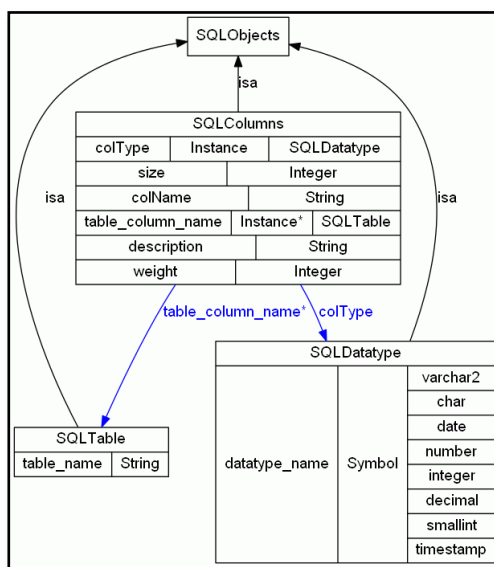 SQLObjects
isa
SQLColumns
colType Instance SQLDatatype
size Integer
colName String
table_column_name Instance* SQLTable
description String
weight Integer
isa
isa
table_column_name*
colType
SQLDatatype
datatype_name Symbol
varchar2
char
date
number
integer
decimal
smallint
timestamp
SQLTable
table_name String